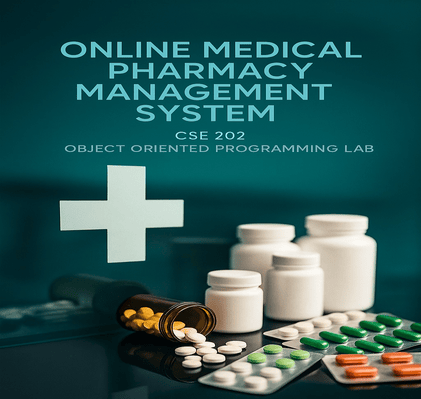 ONLINE MEDICAL
PHARMACY
MANAGEMENT
SYSTEM
CSE 202
OBJECT ORIENTED PROGRAMMING LAB